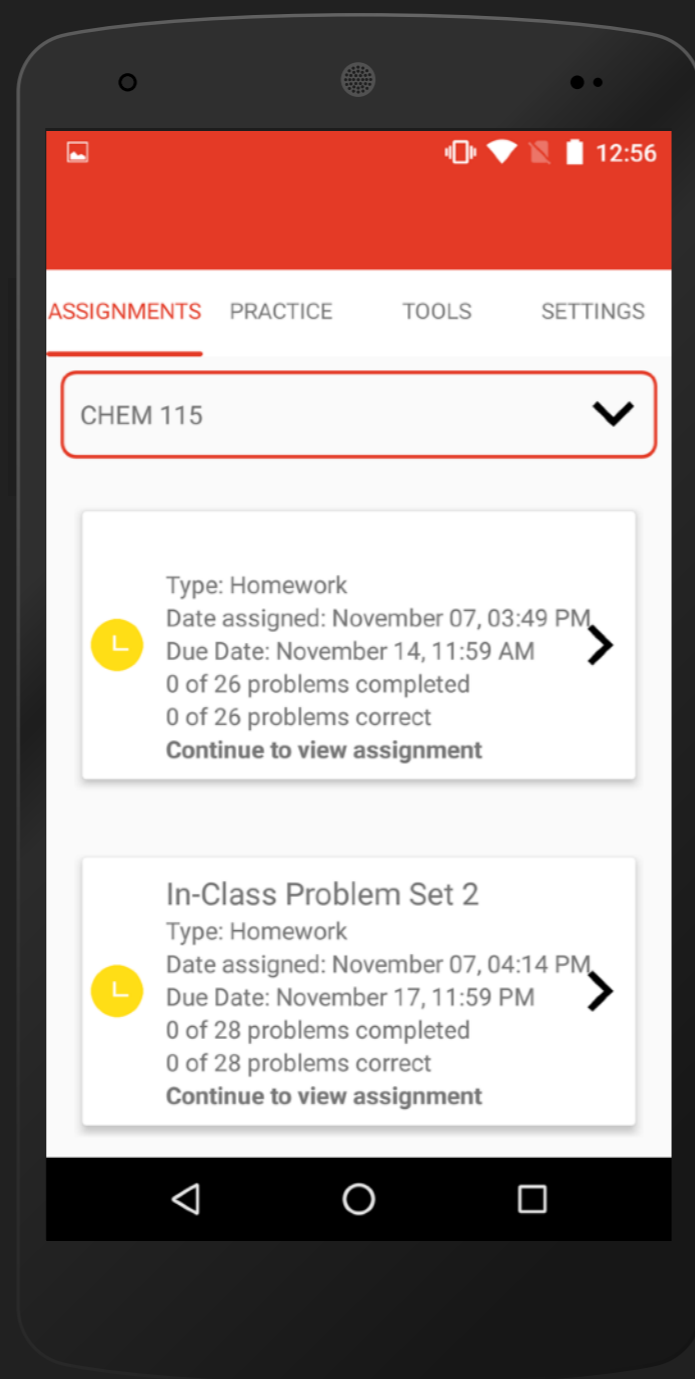 12:56
ASSIGNMENTS PRACTICE TOOLS SETTINGS
CHEM 115
Type: Homework
Date assigned: November 07, 03:49 PM
Due Date: November 14, 11:59 AM
0 of 26 problems completed
0 of 26 problems correct
Continue to view assignment
In-Class Problem Set 2
Type: Homework
Date assigned: November 07, 04:14 PM
Due Date: November 17, 11:59 PM
0 of 28 problems completed
0 of 28 problems correct
Continue to view assignment